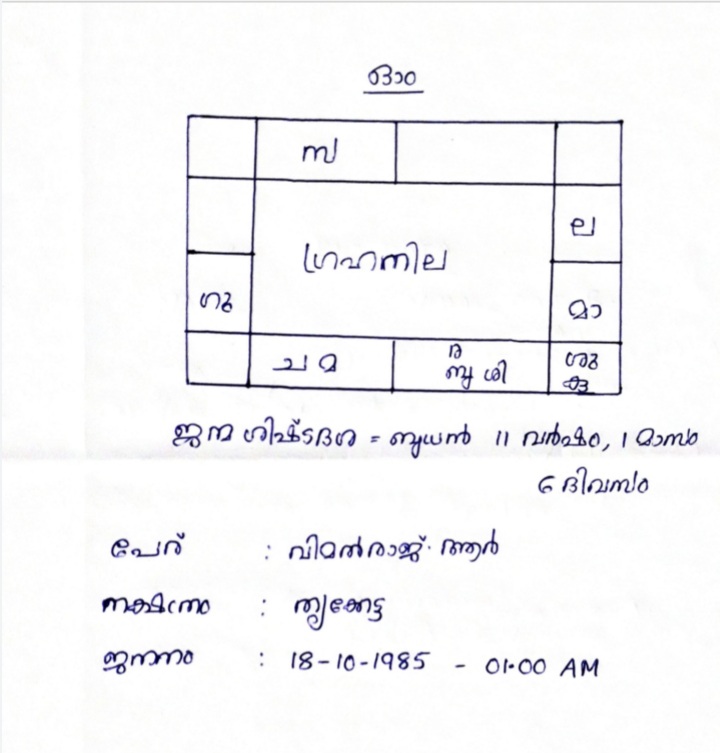 ഓം
സ
ല
ഗ്രഹനില
ഗു
മാ
ച മ
ര
ബു ശി
ശു
കു
ജന്മ ശിഷ്ടദശ = ബുധൻ 11 വർഷം, 1 മാസം
6 ദിവസം
പേര് : വിമൽരാജ്. ആർ
നക്ഷത്രം : തൃക്കേട്ട
ജനനം : 18-10-1985 - 01.00 AM